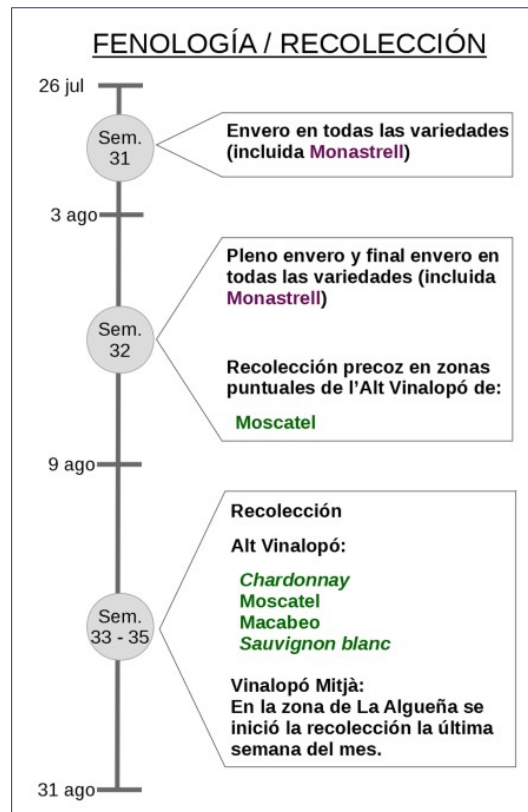 FENOLOGÍA / RECOLECCIÓN
26 jul
Sem.
31
Envero en todas las variedades
(incluida Monastrell)
3 ago
Sem.
32
Pleno envero y final envero en
todas las variedades (incluida
Monastrell)
Recolección precoz en zonas
puntuales de l’Alt Vinalopó de:
Moscatel
9 ago
Sem.
33 - 35
Recolección
Alt Vinalopó:
Chardonnay
Moscatel
Macabeo
Sauvignon blanc
Vinalopó Mitjà:
En la zona de La Algueña se
inició la recolección la última
semana del mes.
31 ago